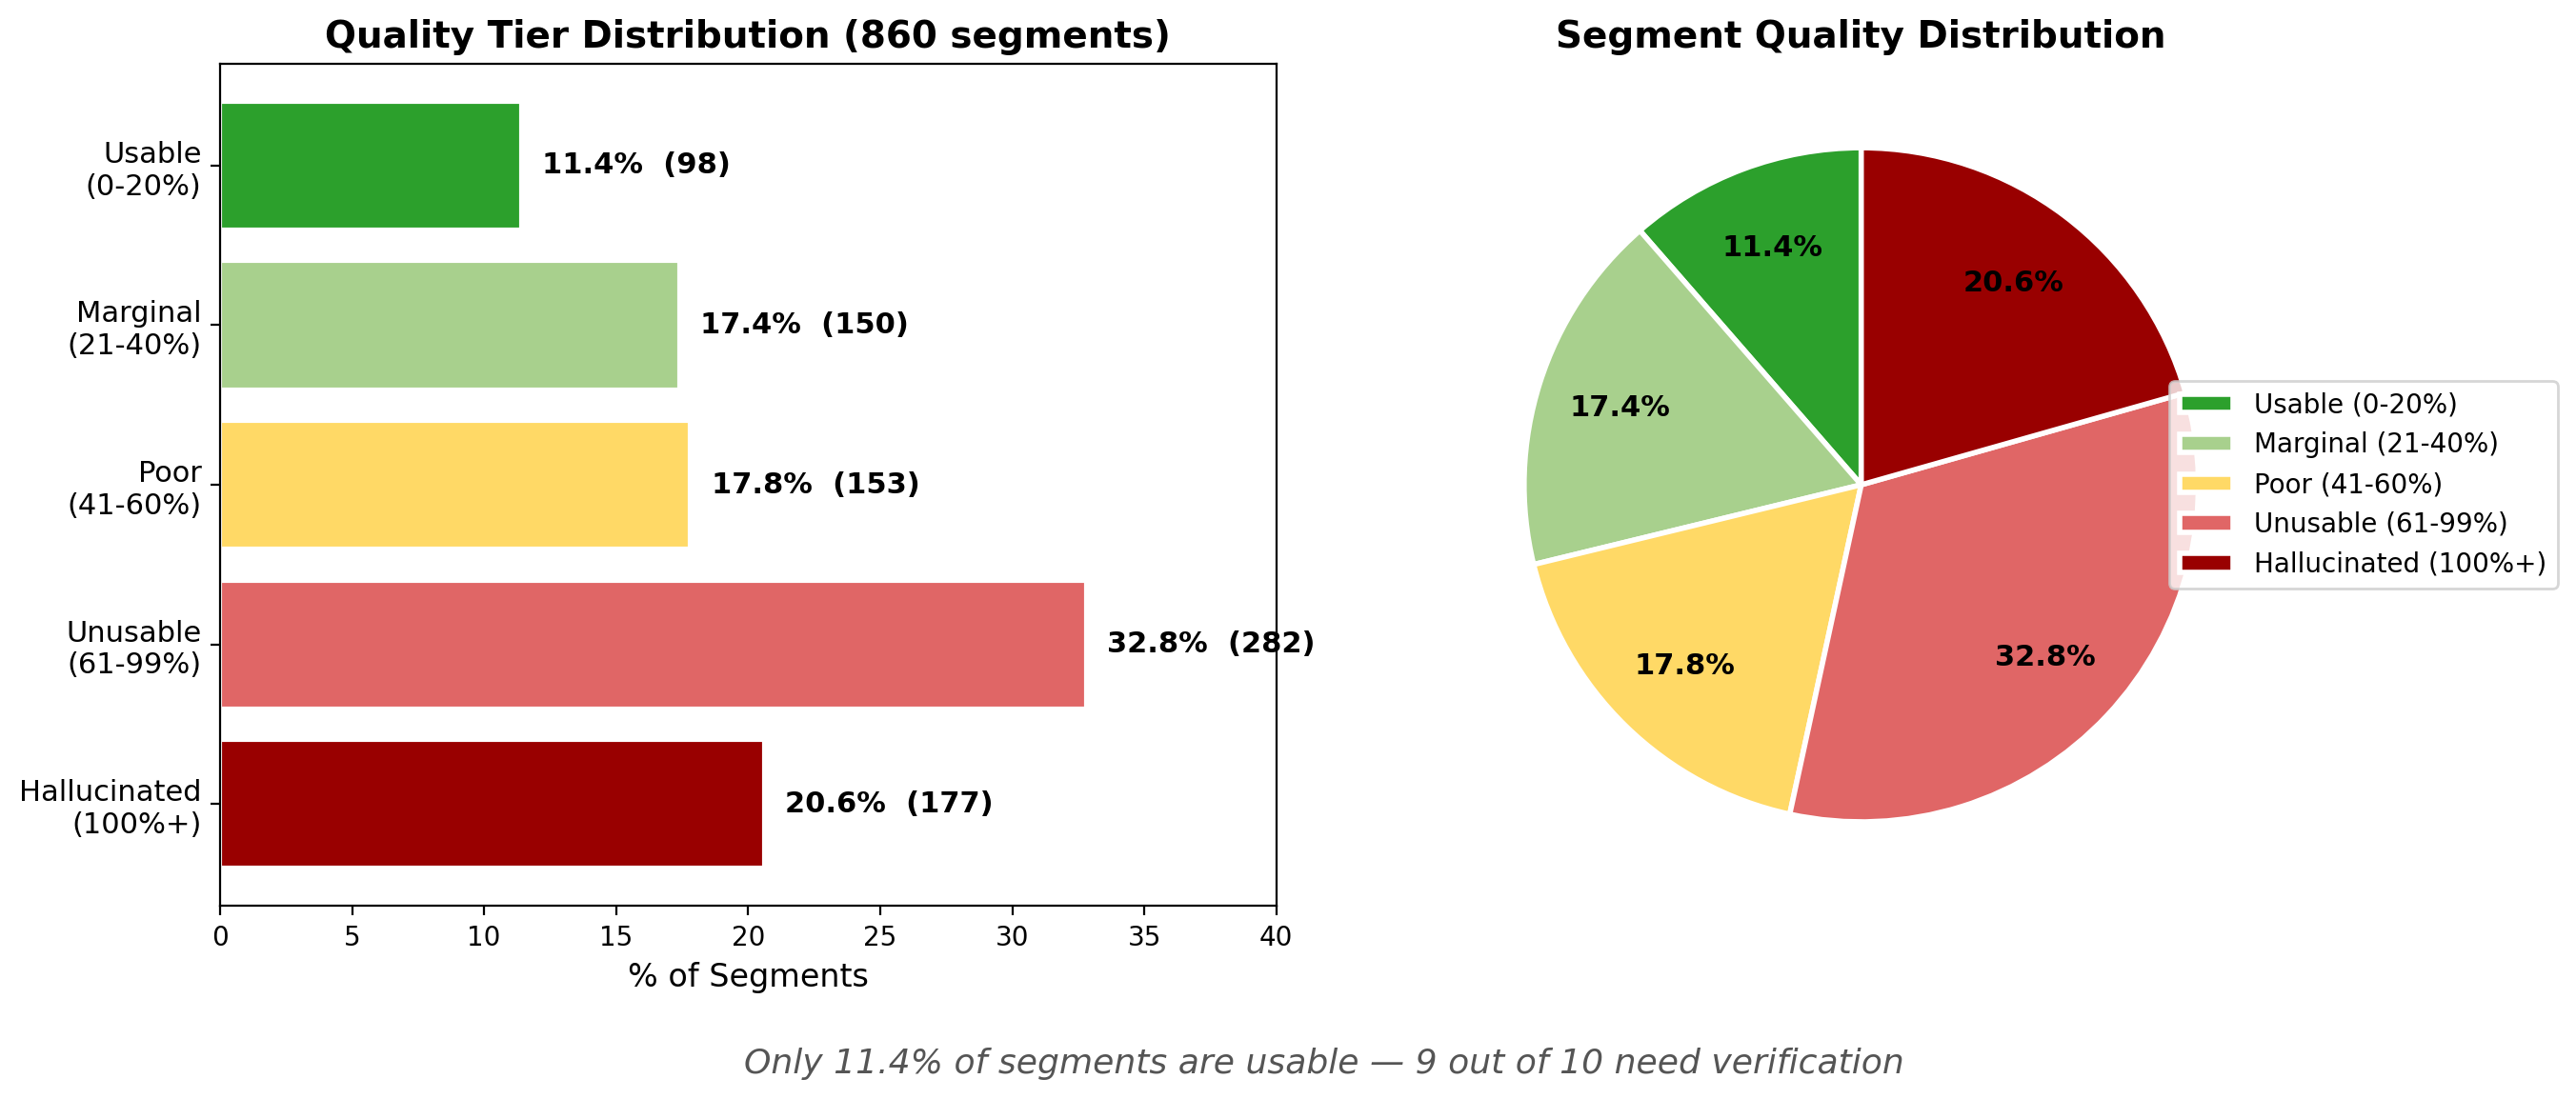 Quality Tier Distribution (860 segments)
Usable
(0-20%)
11.4% (98)
Marginal
(21-40%)
17.4% (150)
Poor
(41-60%)
17.8% (153)
Unusable
(61-99%)
32.8% (282)
Hallucinated
(100%+)
20.6% (177)
0 5 10 15 20 25 30 35 40
% of Segments
Segment Quality Distribution
11.4%
20.6%
17.4%
17.8%
32.8%
Usable (0-20%)
Marginal (21-40%)
Poor (41-60%)
Unusable (61-99%)
Hallucinated (100%+)
Only 11.4% of segments are usable — 9 out of 10 need verification